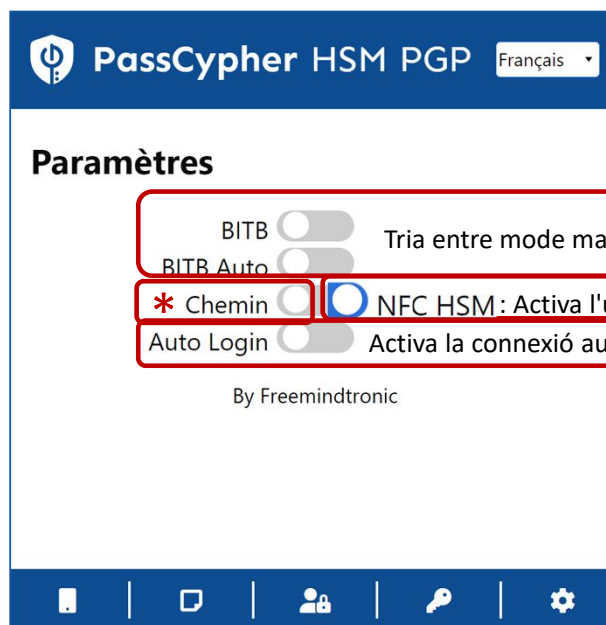 PassCypher HSM PGP Français
Paramètres
BITB
Tria entre mode ma
BITB Auto
* Chemin NFC HSM : Activa l'u
Auto Login Activa la connexió au
By Freemindtronic